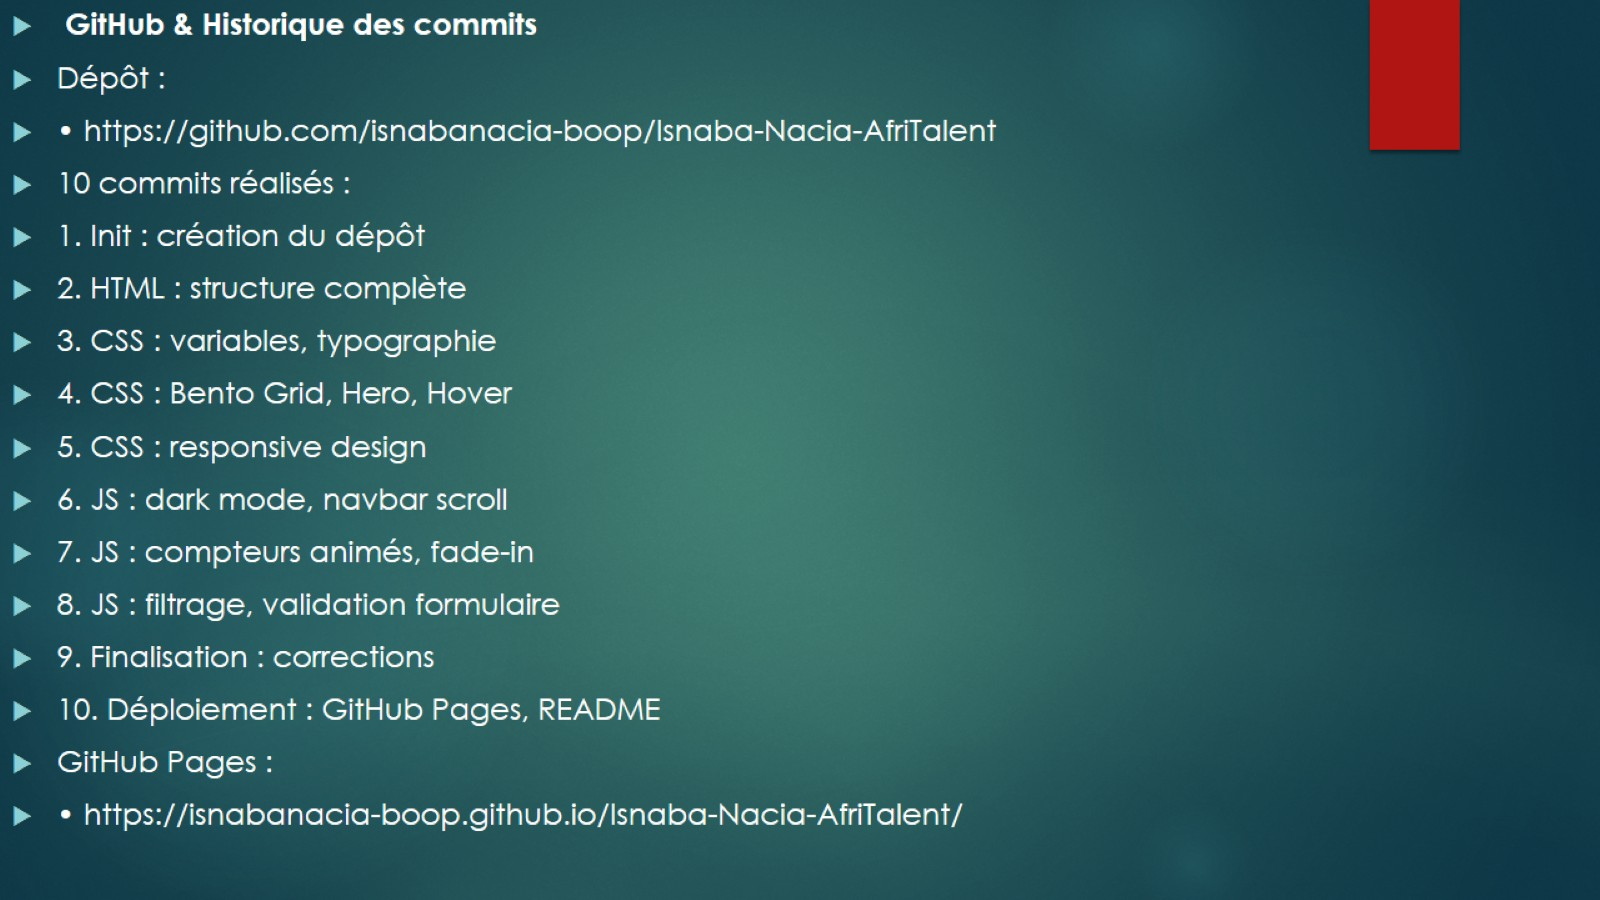 GitHub & Historique des commits
Dépôt :
• https://github.com/isnabanacia-boop/Isnaba-Nacia-AfriTalent
10 commits réalisés :
1. Init : création du dépôt
2. HTML : structure complète
3. CSS : variables, typographie
4. CSS : Bento Grid, Hero, Hover
5. CSS : responsive design
6. JS : dark mode, navbar scroll
7. JS : compteurs animés, fade-in
8. JS : filtrage, validation formulaire
9. Finalisation : corrections
10. Déploiement : GitHub Pages, README
GitHub Pages :
• https://isnabanacia-boop.github.io/Isnaba-Nacia-AfriTalent/